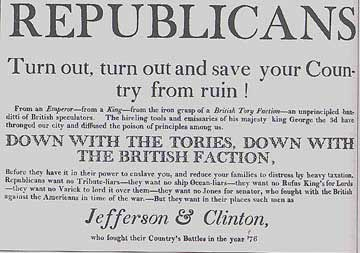 REPUBLICANS
Turn out, turn out and save your Coun-
try from ruin !
From an Emperor—from a King—from the iron grasp of a British Tory Faction—an unprincipled ban-
ditti of British speculators. The hireling tools and emissaries of his majesty king George the 3d have
thronged our city and diffused the poison of principles among us.
DOWN WITH THE TORIES, DOWN WITH
THE BRITISH FACTION,
Before they have it in their power to enslave you, and reduce your families to distress by heavy taxation.
Republicans want no Tribute-liars—they want no ship Ocean-liars—they want no Rufus King's for Lords
—they want no Varick to lord it over them—they want no Jones for senator, who fought with the British
against the Americans in time of the war.—But they want in their places such men as
Jefferson & Clinton,
who fought their Country's Battles in the year '76